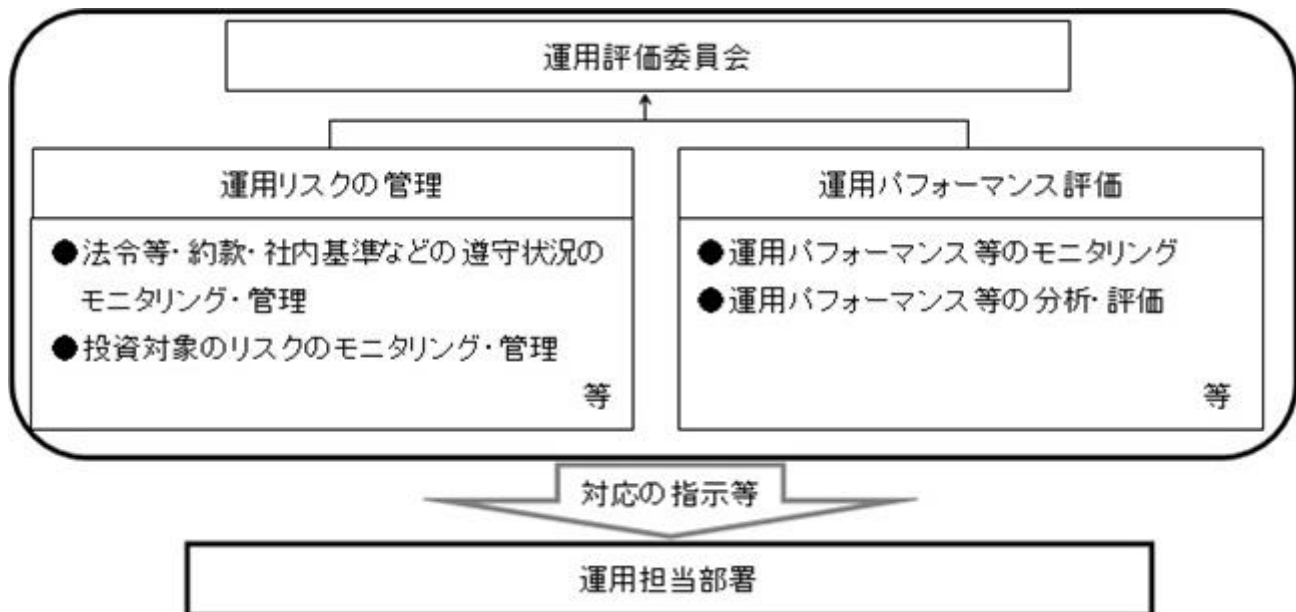 運用評価委員会
運用リスクの管理
●法令等・約款・社内基準などの遵守状況の
モニタリング・管理
●投資対象のリスクのモニタリング・管理
等
運用パフォーマンス評価
●運用パフォーマンス等のモニタリング
●運用パフォーマンス等の分析・評価
等
対応の指示等
運用担当部署